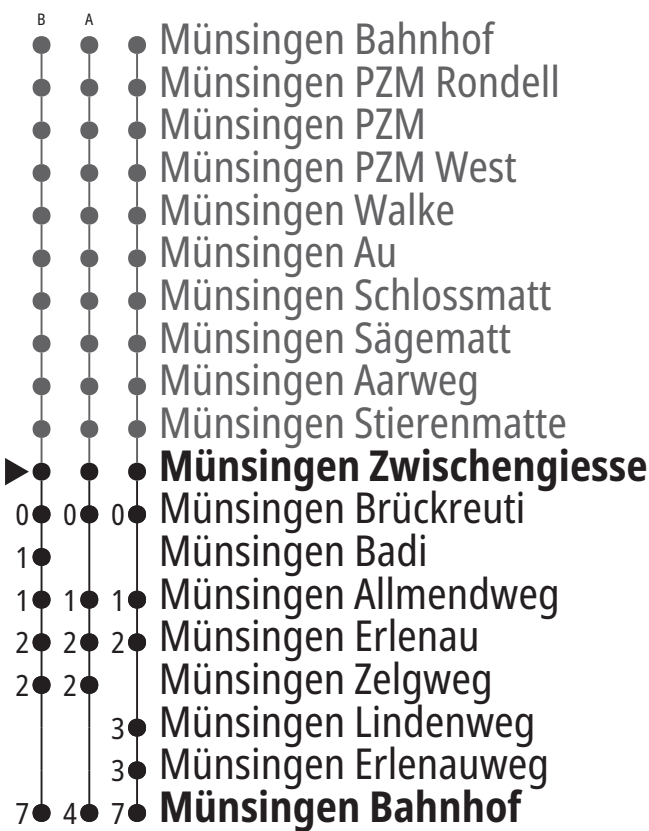 B A
Münsingen Bahnhof
Münsingen PZM Rondell
Münsingen PZM
Münsingen PZM West
Münsingen Walke
Münsingen Au
Münsingen Schlossmatt
Münsingen Sägematt
Münsingen Aarweg
Münsingen Stierenmatte
Münsingen Zwischengiesse
0 0 0 Münsingen Brückreuti
1 Münsingen Badi
1 1 1 Münsingen Allmendweg
2 2 2 Münsingen Erlenau
2 2 Münsingen Zelgweg
3 Münsingen Lindenweg
3 Münsingen Erlenauweg
7 4 7 Münsingen Bahnhof